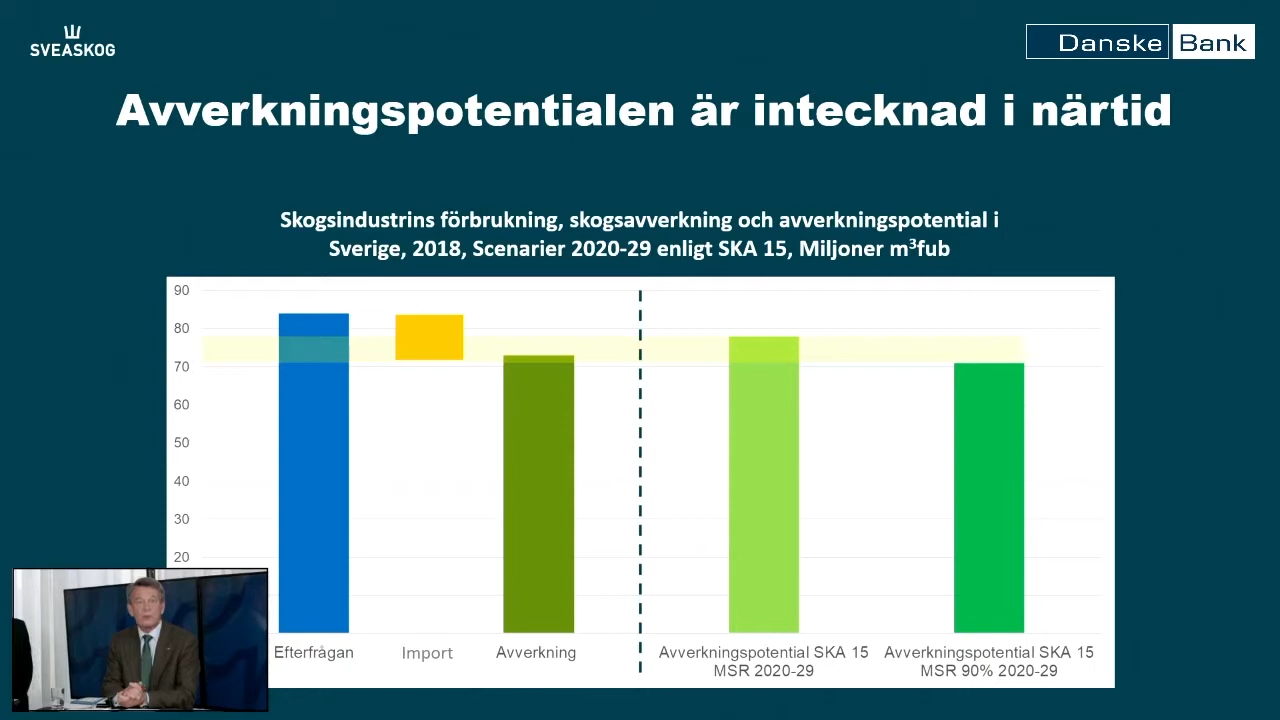 SVEASKOG
Danske Bank
Avverkningspotentialen är intecknad i närtid
Skogsindustrins förbrukning, skogsavverkning och avverkningspotential i
Sverige, 2018, Scenarier 2020-29 enligt SKA 15, Miljoner m³fub
90
80
70
60
50
40
30
20
Efterfrågan
Import
Avverkning
Avverkningspotential SKA 15
MSR 2020-29
Avverkningspotential SKA 15
MSR 90% 2020-29